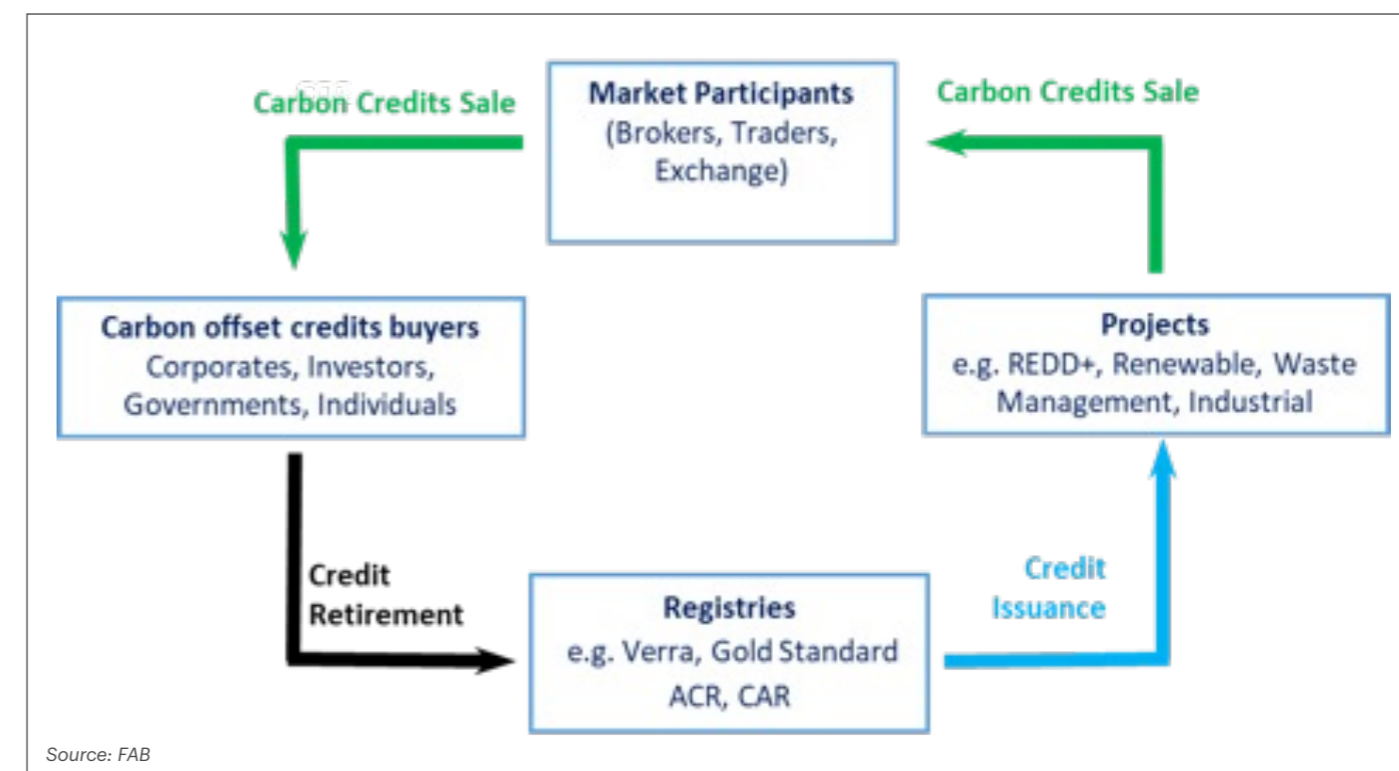 Carbon Credits Sale
Market Participants
(Brokers, Traders,
Exchange)
Carbon Credits Sale
Carbon offset credits buyers
Corporates, Investors,
Governments, Individuals
Projects
e.g. REDD+, Renewable, Waste
Management, Industrial
Credit
Retirement
Registries
e.g. Verra, Gold Standard
ACR, CAR
Credit
Issuance
Source: FAB